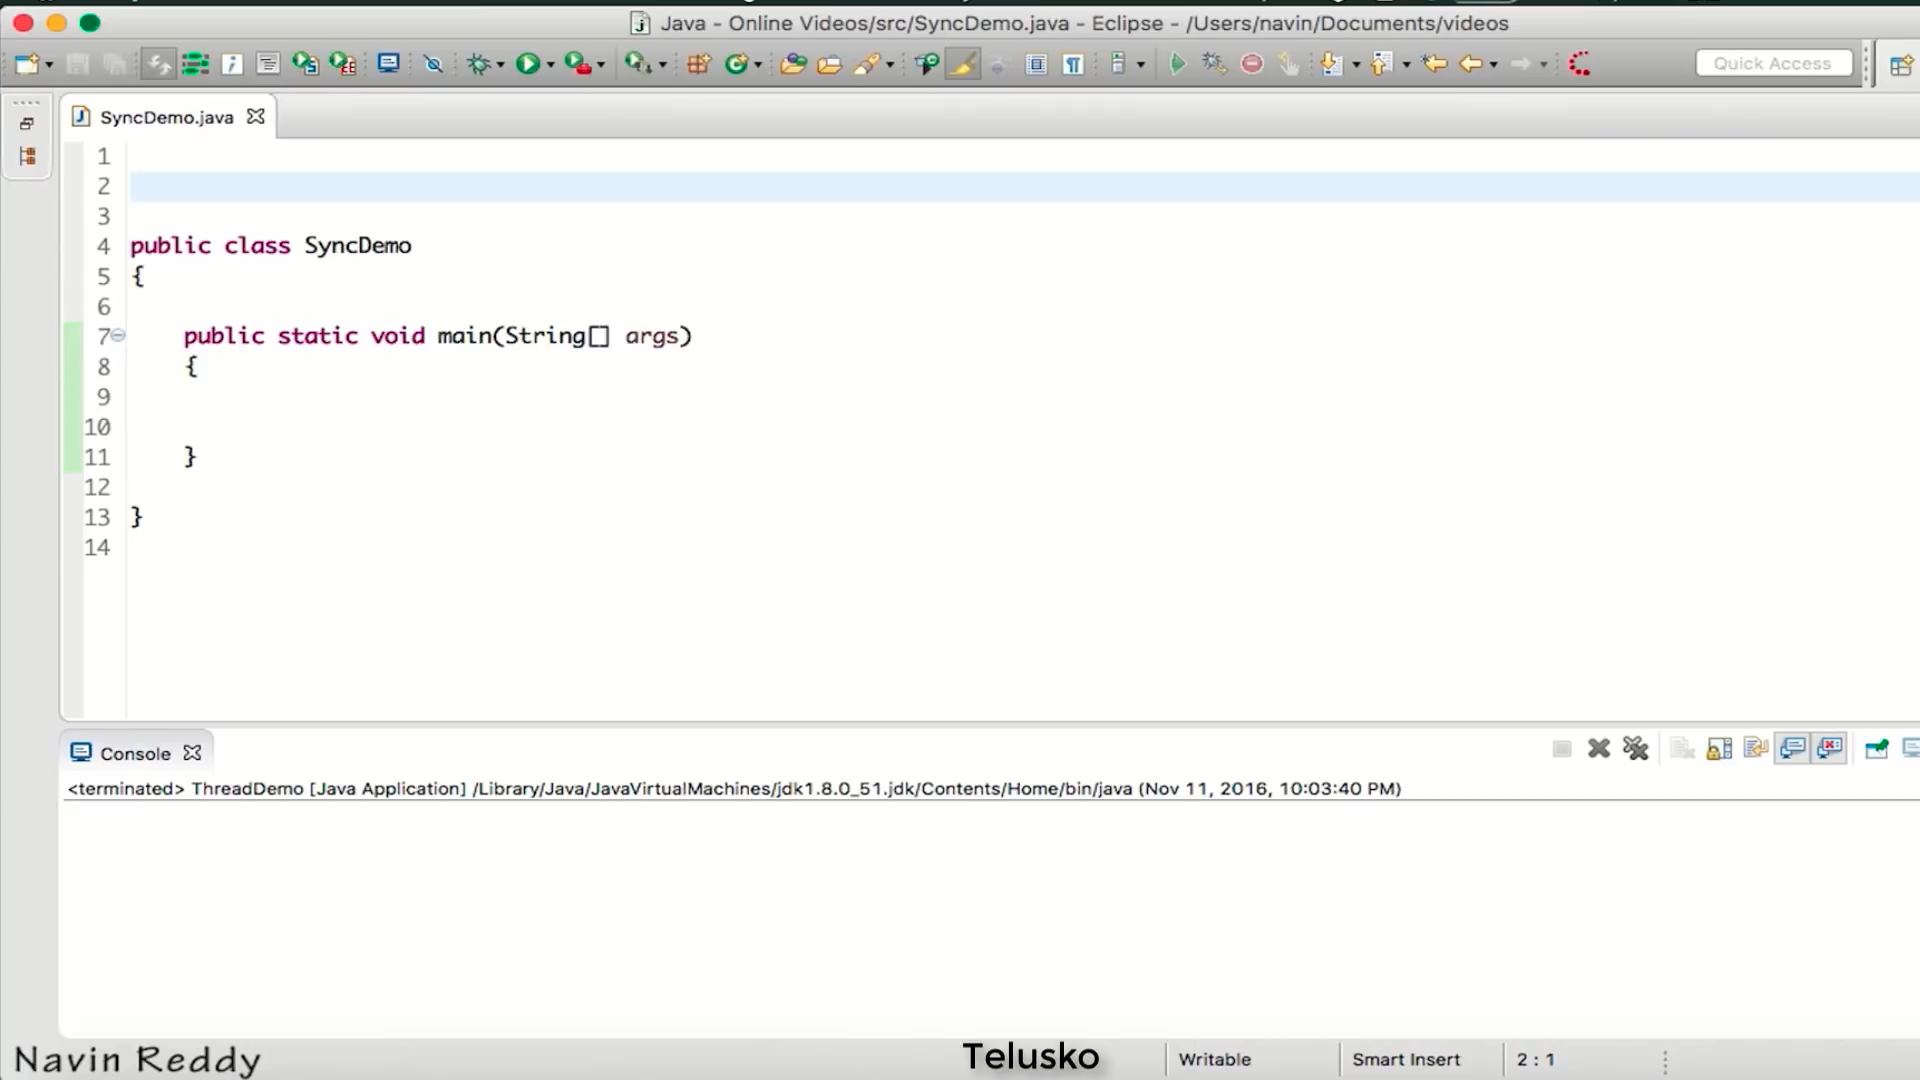 Java - Online Videos/src/SyncDemo.java - Eclipse - /Users/navin/Documents/videos
Quick Access
SyncDemo.java
1
2
3
4 public class SyncDemo
5 {
6
7 public static void main(String[] args)
8 {
9
10
11 }
12
13 }
14
Console
<terminated> ThreadDemo [Java Application] /Library/Java/JavaVirtualMachines/jdk1.8.0_51.jdk/Contents/Home/bin/java (Nov 11, 2016, 10:03:40 PM)
Navin Reddy Telusko Writable Smart Insert 2 : 1